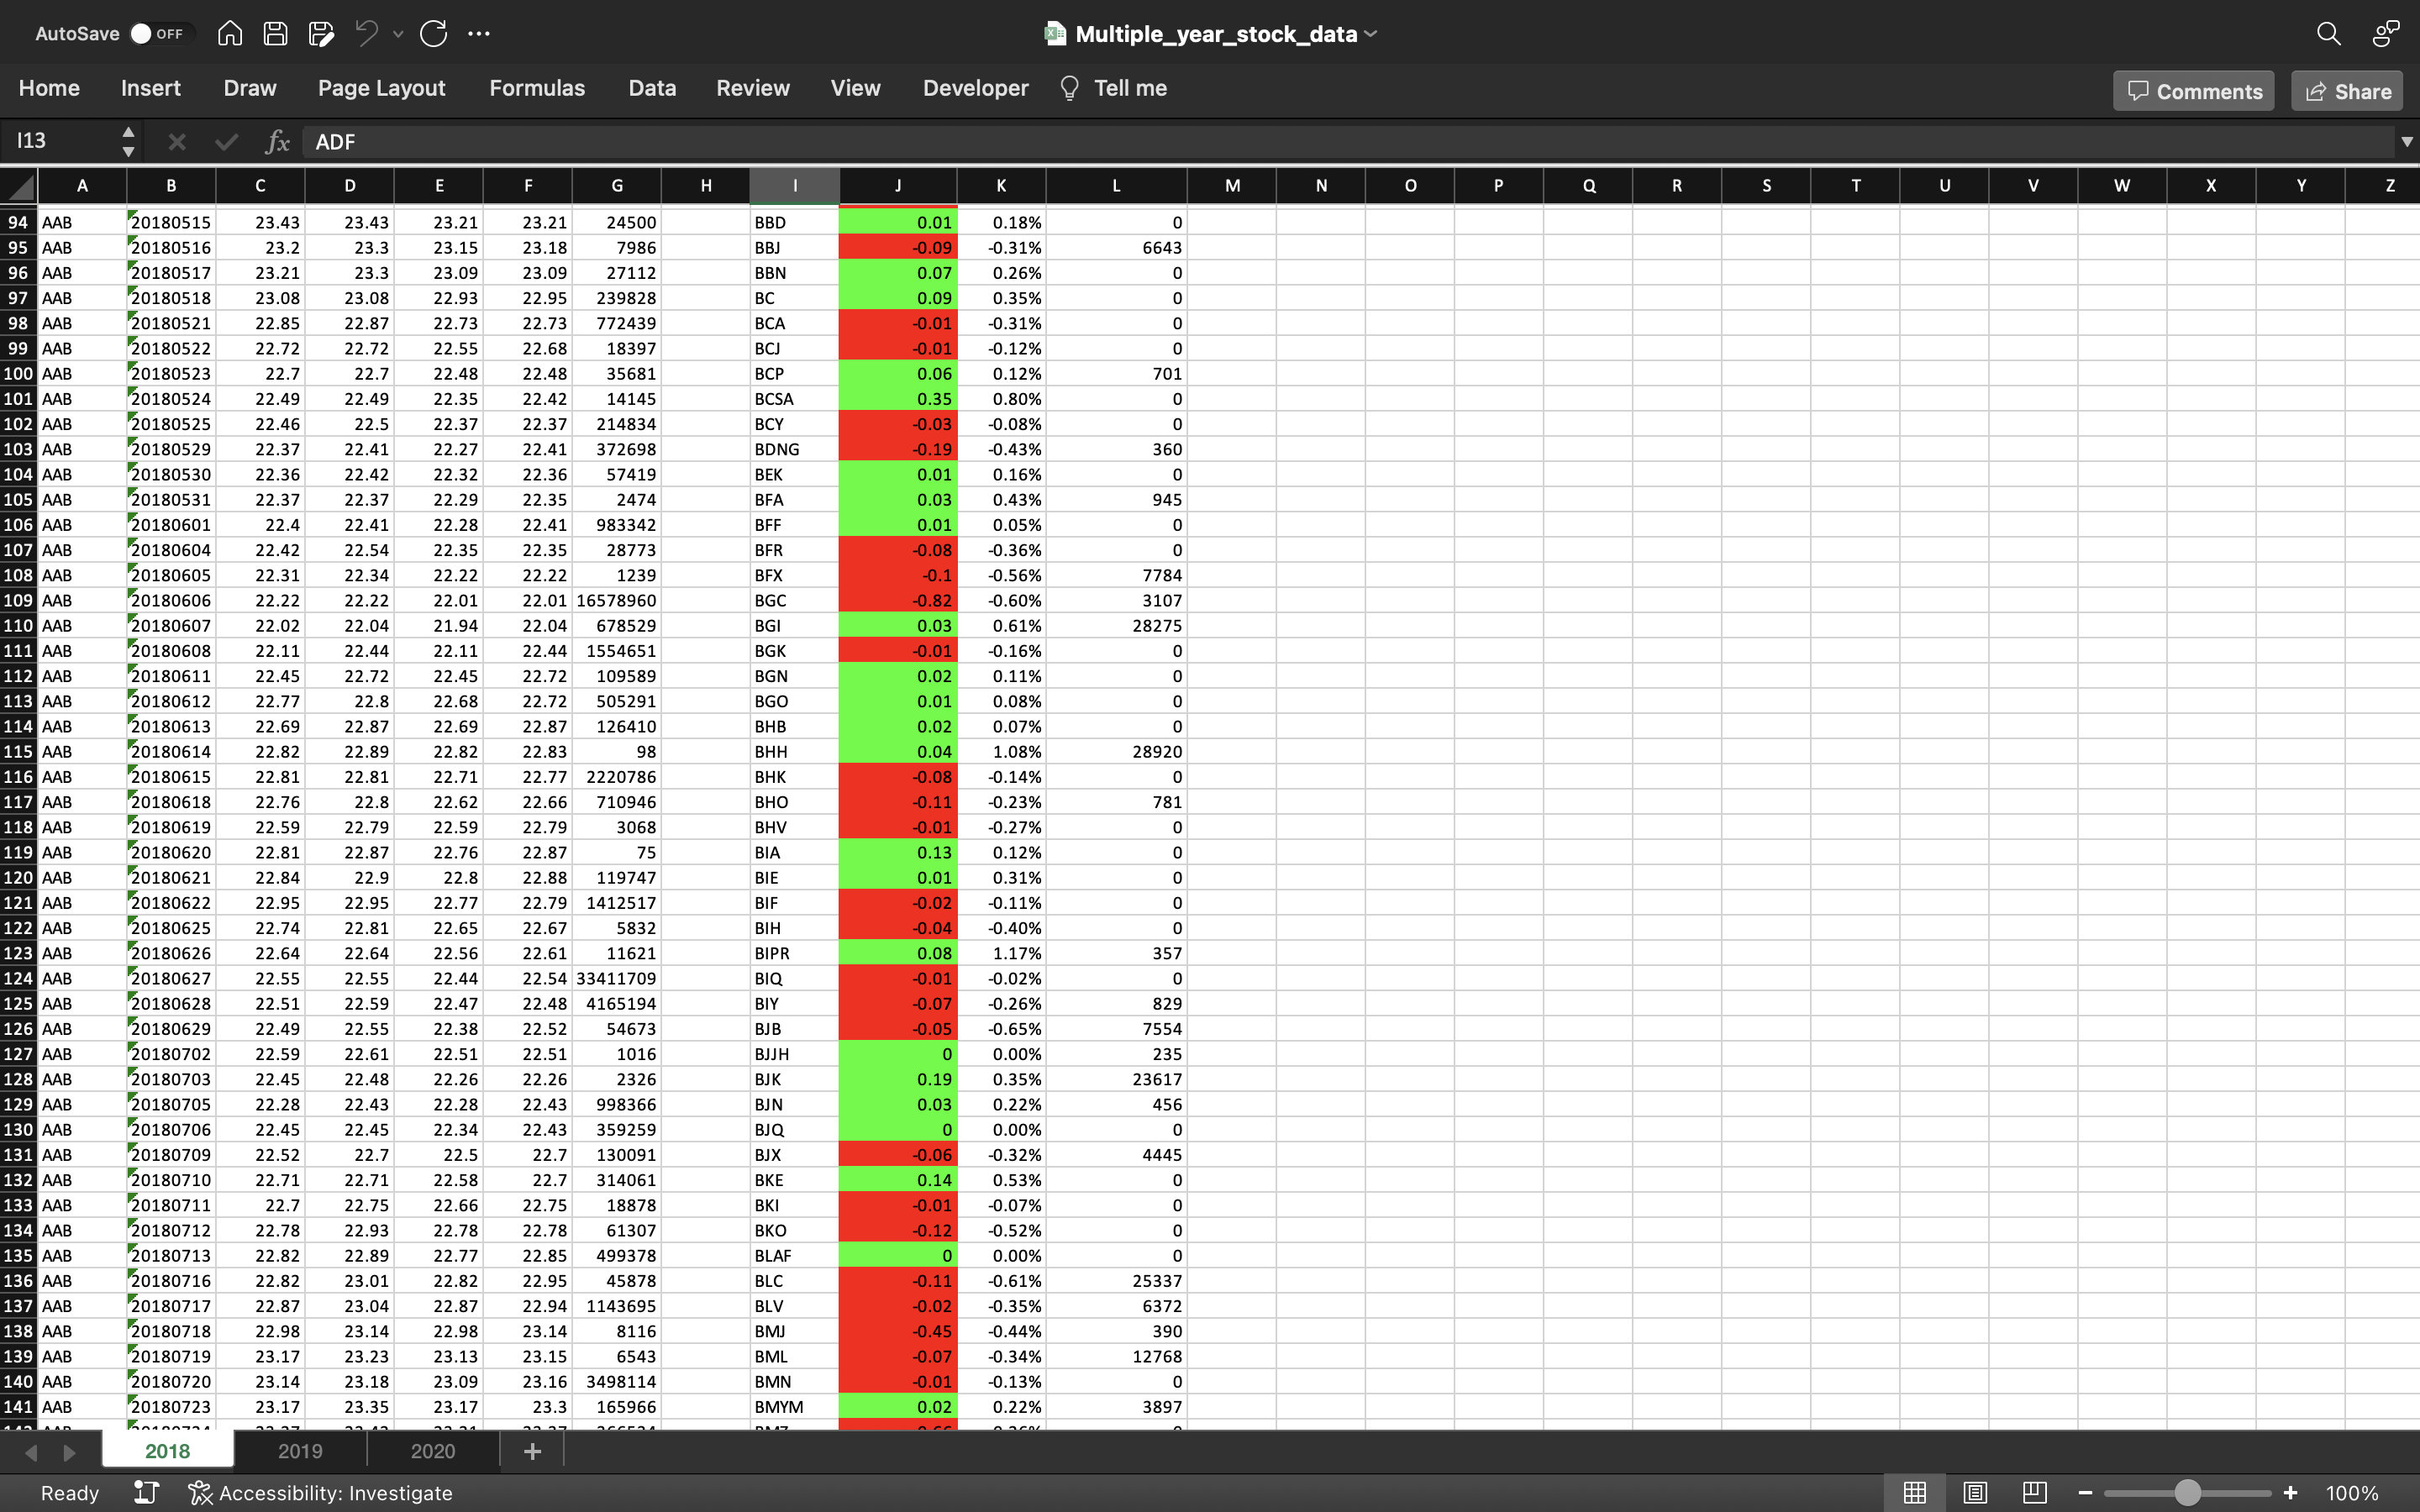 AutoSave OFF Multiple_year_stock_data
Home Insert Draw Page Layout Formulas Data Review View Developer Tell me Comments Share
I13 fx ADF
A B C D E F G H I J K L M N O P Q R S T U V W X Y Z
94 AAB 20180515 23.43 23.43 23.21 23.21 24500 BBD 0.01 0.18% 0
95 AAB 20180516 23.2 23.3 23.15 23.18 7986 BBJ -0.09 -0.31% 6643
96 AAB 20180517 23.21 23.3 23.09 23.09 27112 BBN 0.07 0.26% 0
97 AAB 20180518 23.08 23.08 22.93 22.95 239828 BC 0.09 0.35% 0
98 AAB 20180521 22.85 22.87 22.73 22.73 772439 BCA -0.01 -0.31% 0
99 AAB 20180522 22.72 22.72 22.55 22.68 18397 BCJ -0.01 -0.12% 0
100 AAB 20180523 22.7 22.7 22.48 22.48 35681 BCP 0.06 0.12% 701
101 AAB 20180524 22.49 22.49 22.35 22.42 14145 BCSA 0.35 0.80% 0
102 AAB 20180525 22.46 22.5 22.37 22.37 214834 BCY -0.03 -0.08% 0
103 AAB 20180529 22.37 22.41 22.27 22.41 372698 BDNG -0.19 -0.43% 360
104 AAB 20180530 22.36 22.42 22.32 22.36 57419 BEK 0.01 0.16% 0
105 AAB 20180531 22.37 22.37 22.29 22.35 2474 BFA 0.03 0.43% 945
106 AAB 20180601 22.4 22.41 22.28 22.41 983342 BFF 0.01 0.05% 0
107 AAB 20180604 22.42 22.54 22.35 22.35 28773 BFR -0.08 -0.36% 0
108 AAB 20180605 22.31 22.34 22.22 22.22 1239 BFX -0.1 -0.56% 7784
109 AAB 20180606 22.22 22.22 22.01 22.01 16578960 BGC -0.82 -0.60% 3107
110 AAB 20180607 22.02 22.04 21.94 22.04 678529 BGI 0.03 0.61% 28275
111 AAB 20180608 22.11 22.44 22.11 22.44 1554651 BGK -0.01 -0.16% 0
112 AAB 20180611 22.45 22.72 22.45 22.72 109589 BGN 0.02 0.11% 0
113 AAB 20180612 22.77 22.8 22.68 22.72 505291 BGO 0.01 0.08% 0
114 AAB 20180613 22.69 22.87 22.69 22.87 126410 BHB 0.02 0.07% 0
115 AAB 20180614 22.82 22.89 22.82 22.83 98 BHH 0.04 1.08% 28920
116 AAB 20180615 22.81 22.81 22.71 22.77 2220786 BHK -0.08 -0.14% 0
117 AAB 20180618 22.76 22.8 22.62 22.66 710946 BHO -0.11 -0.23% 781
118 AAB 20180619 22.59 22.79 22.59 22.79 3068 BHV -0.01 -0.27% 0
119 AAB 20180620 22.81 22.87 22.76 22.87 75 BIA 0.13 0.12% 0
120 AAB 20180621 22.84 22.9 22.8 22.88 119747 BIE 0.01 0.31% 0
121 AAB 20180622 22.95 22.95 22.77 22.79 1412517 BIF -0.02 -0.11% 0
122 AAB 20180625 22.74 22.81 22.65 22.67 5832 BIH -0.04 -0.40% 0
123 AAB 20180626 22.64 22.64 22.56 22.61 11621 BIPR 0.08 1.17% 357
124 AAB 20180627 22.55 22.55 22.44 22.54 33411709 BIQ -0.01 -0.02% 0
125 AAB 20180628 22.51 22.59 22.47 22.48 4165194 BIY -0.07 -0.26% 829
126 AAB 20180629 22.49 22.55 22.38 22.52 54673 BJB -0.05 -0.65% 7554
127 AAB 20180702 22.59 22.61 22.51 22.51 1016 BJJH 0 0.00% 235
128 AAB 20180703 22.45 22.48 22.26 22.26 2326 BJK 0.19 0.35% 23617
129 AAB 20180705 22.28 22.43 22.28 22.43 998366 BJN 0.03 0.22% 456
130 AAB 20180706 22.45 22.45 22.34 22.43 359259 BJQ 0 0.00% 0
131 AAB 20180709 22.52 22.7 22.5 22.7 130091 BJX -0.06 -0.32% 4445
132 AAB 20180710 22.71 22.71 22.58 22.7 314061 BKE 0.14 0.53% 0
133 AAB 20180711 22.7 22.75 22.66 22.75 18878 BKI -0.01 -0.07% 0
134 AAB 20180712 22.78 22.93 22.78 22.78 61307 BKO -0.12 -0.52% 0
135 AAB 20180713 22.82 22.89 22.77 22.85 499378 BLAF 0 0.00% 0
136 AAB 20180716 22.82 23.01 22.82 22.95 45878 BLC -0.11 -0.61% 25337
137 AAB 20180717 22.87 23.04 22.87 22.94 1143695 BLV -0.02 -0.35% 6372
138 AAB 20180718 22.98 23.14 22.98 23.14 8116 BMJ -0.45 -0.44% 390
139 AAB 20180719 23.17 23.23 23.13 23.15 6543 BML -0.07 -0.34% 12768
140 AAB 20180720 23.14 23.18 23.09 23.16 3498114 BMN -0.01 -0.13% 0
141 AAB 20180723 23.17 23.35 23.17 23.3 165966 BMYM 0.02 0.22% 3897
2018 2019 2020 +
Ready Accessibility: Investigate 100%